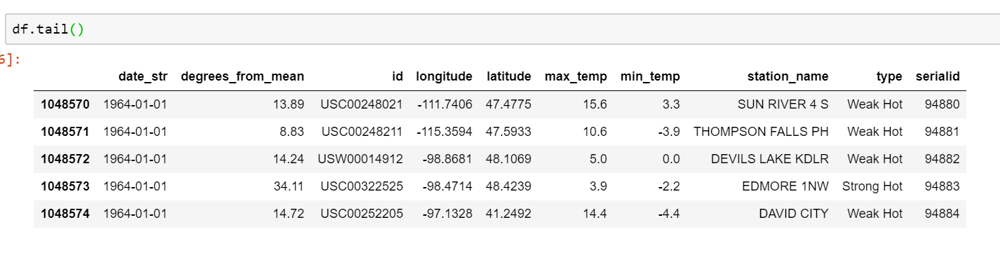 df.tail()
6]:
date_str degrees_from_mean id longitude latitude max_temp min_temp station_name type serialid
1048570 1964-01-01 13.89 USC00248021 -111.7406 47.4775 15.6 3.3 SUN RIVER 4 S Weak Hot 94880
1048571 1964-01-01 8.83 USC00248211 -115.3594 47.5933 10.6 -3.9 THOMPSON FALLS PH Weak Hot 94881
1048572 1964-01-01 14.24 USW00014912 -98.8681 48.1069 5.0 0.0 DEVILS LAKE KDLR Weak Hot 94882
1048573 1964-01-01 34.11 USC00322525 -98.4714 48.4239 3.9 -2.2 EDMORE 1NW Strong Hot 94883
1048574 1964-01-01 14.72 USC00252205 -97.1328 41.2492 14.4 -4.4 DAVID CITY Weak Hot 94884